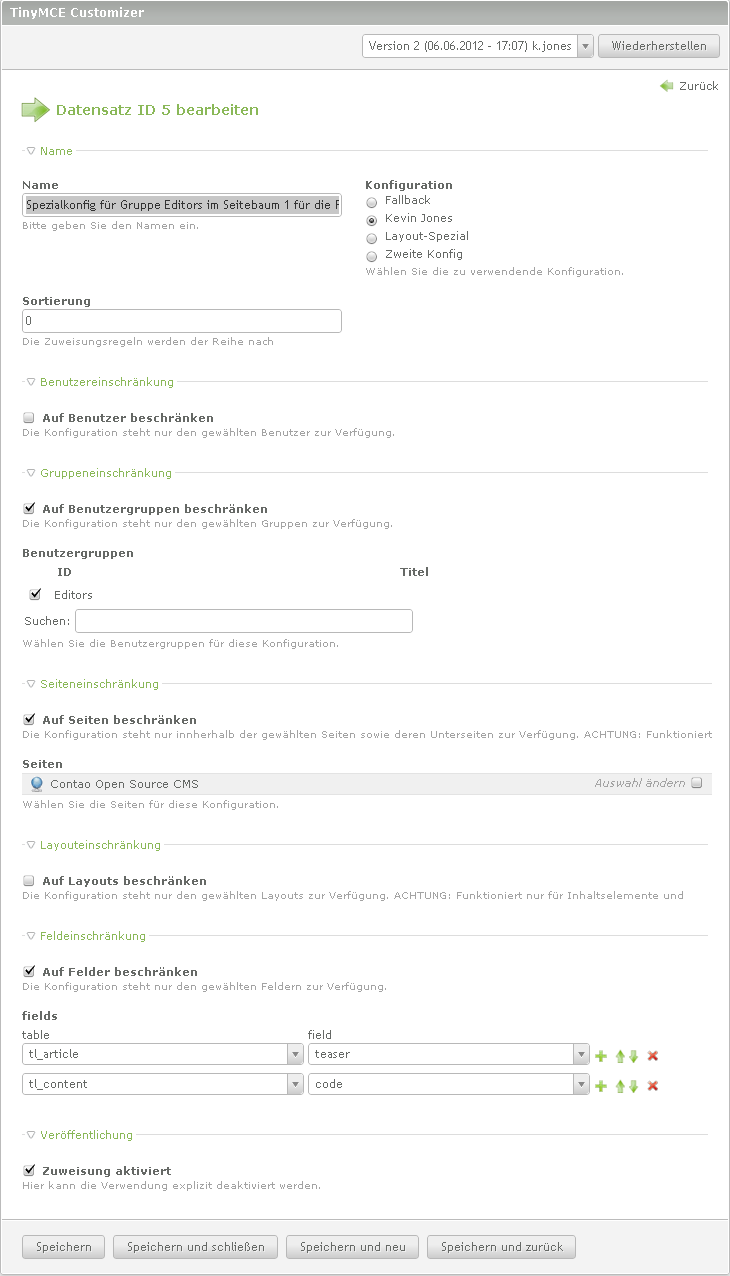 TinyMCE Customizer
Version 2 (06.06.2012 - 17:07) k.jones Wiederherstellen
Zurück
Datensatz ID 5 bearbeiten
Name
Name
Spezialkonfig für Gruppe Editors im Seitebaum 1 für die
Bitte geben Sie den Namen ein.
Konfiguration
Fallback
Kevin Jones
Layout-Spezial
Zweite Konfig
Wählen Sie die zu verwendende Konfiguration.
Sortierung
0
Die Zuweisungsregeln werden der Reihe nach
Benutzereinschränkung
Auf Benutzer beschränken
Die Konfiguration steht nur den gewählten Benutzer zur Verfügung.
Gruppeneinschränkung
Auf Benutzergruppen beschränken
Die Konfiguration steht nur den gewählten Gruppen zur Verfügung.
Benutzergruppen
ID Titel
Editors
Suchen:
Wählen Sie die Benutzergruppen für diese Konfiguration.
Seiteneinschränkung
Auf Seiten beschränken
Die Konfiguration steht nur innherhalb der gewählten Seiten sowie deren Unterseiten zur Verfügung. ACHTUNG: Funktioniert
Seiten
Contao Open Source CMS Auswahl ändern
Wählen Sie die Seiten für diese Konfiguration.
Layouteinschränkung
Auf Layouts beschränken
Die Konfiguration steht nur den gewählten Layouts zur Verfügung. ACHTUNG: Funktioniert nur für Inhaltselemente und
Feldeinschränkung
Auf Felder beschränken
Die Konfiguration steht nur den gewählten Feldern zur Verfügung.
fields
table field
tl_article teaser
tl_content code
Veröffentlichung
Zuweisung aktiviert
Hier kann die Verwendung explizit deaktiviert werden.
Speichern Speichern und schließen Speichern und neu Speichern und zurück